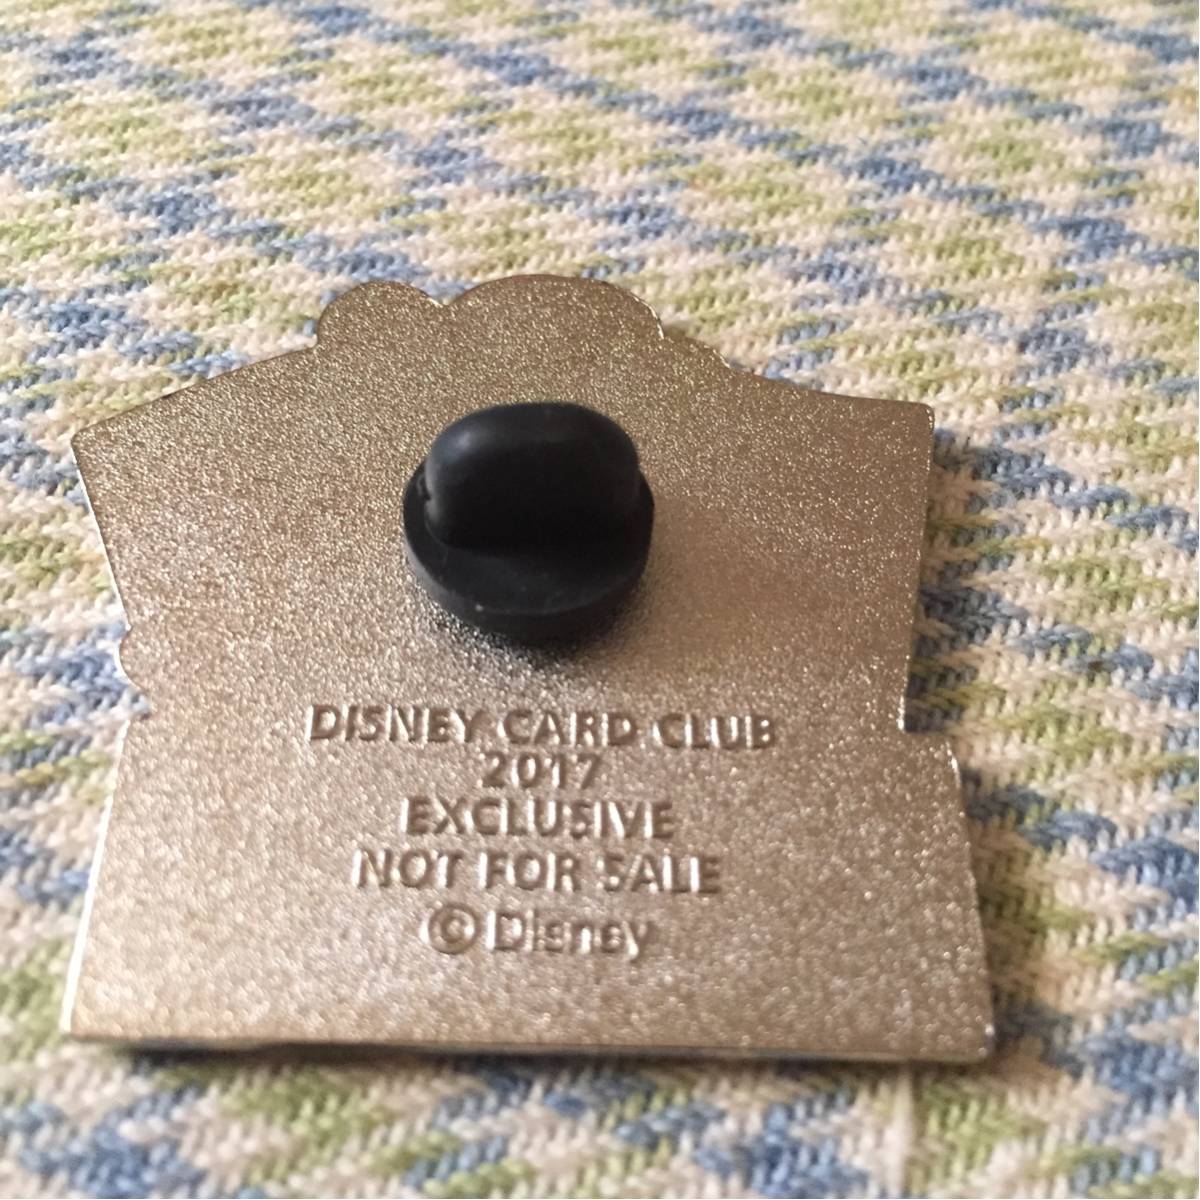 DISNEY CARD CLUB
2017
EXCLUSIVE
NOT FOR SALE
© Disney